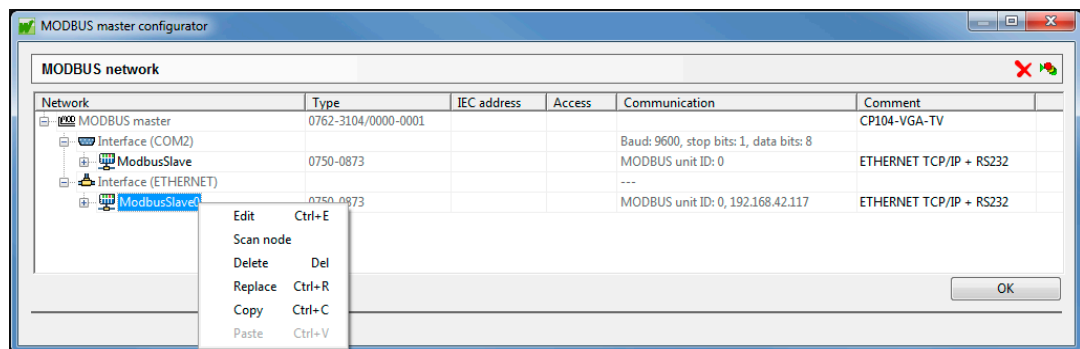 MODBUS master configurator
MODBUS network
Network Type IEC address Access Communication Comment
MODBUS master 0762-3104/0000-0001 CP104-VGA-TV
Interface (COM2) Baud: 9600, stop bits: 1, data bits: 8
ModbusSlave 0750-0873 MODBUS unit ID: 0 ETHERNET TCP/IP + RS232
Interface (ETHERNET) ---
ModbusSlave0 0750-0873 MODBUS unit ID: 0, 192.168.42.117 ETHERNET TCP/IP + RS232
Edit Ctrl+E
Scan node
Delete Del
Replace Ctrl+R
OK
Copy Ctrl+C
Paste Ctrl+V